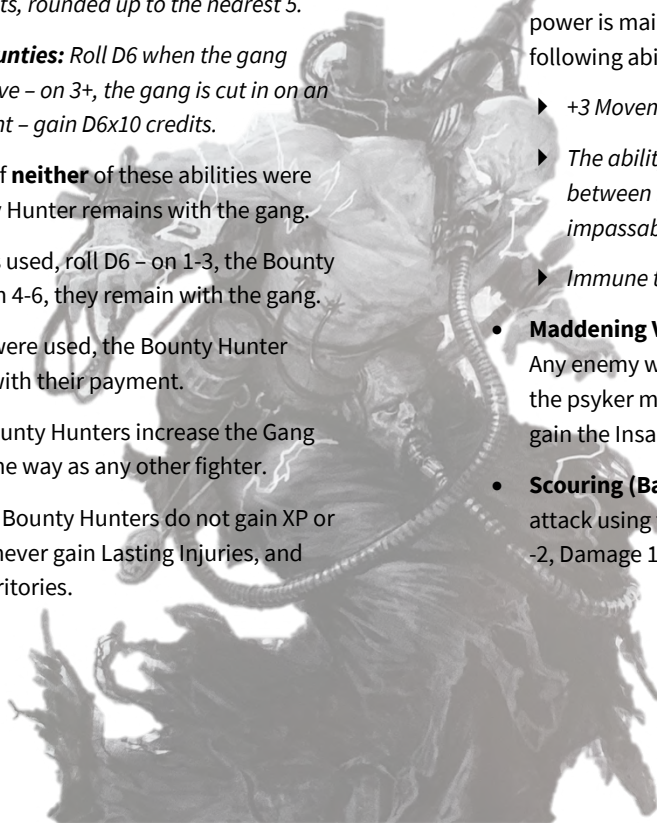 ts, rounded up to the nearest 5.
unties: Roll D6 when the gang
ve – on 3+, the gang is cut in on an
nt – gain D6x10 credits.
f neither of these abilities were
y Hunter remains with the gang.
s used, roll D6 – on 1-3, the Bounty
n 4-6, they remain with the gang.
were used, the Bounty Hunter
with their payment.
unty Hunters increase the Gang
ne way as any other fighter.
Bounty Hunters do not gain XP or
never gain Lasting Injuries, and
ritories.
power is mai
following abi
+3 Movem
The abilit
between
impassab
Immune t
• Maddening V
Any enemy w
the psyker m
gain the Insa
• Scouring (Ba
attack using
-2, Damage 1